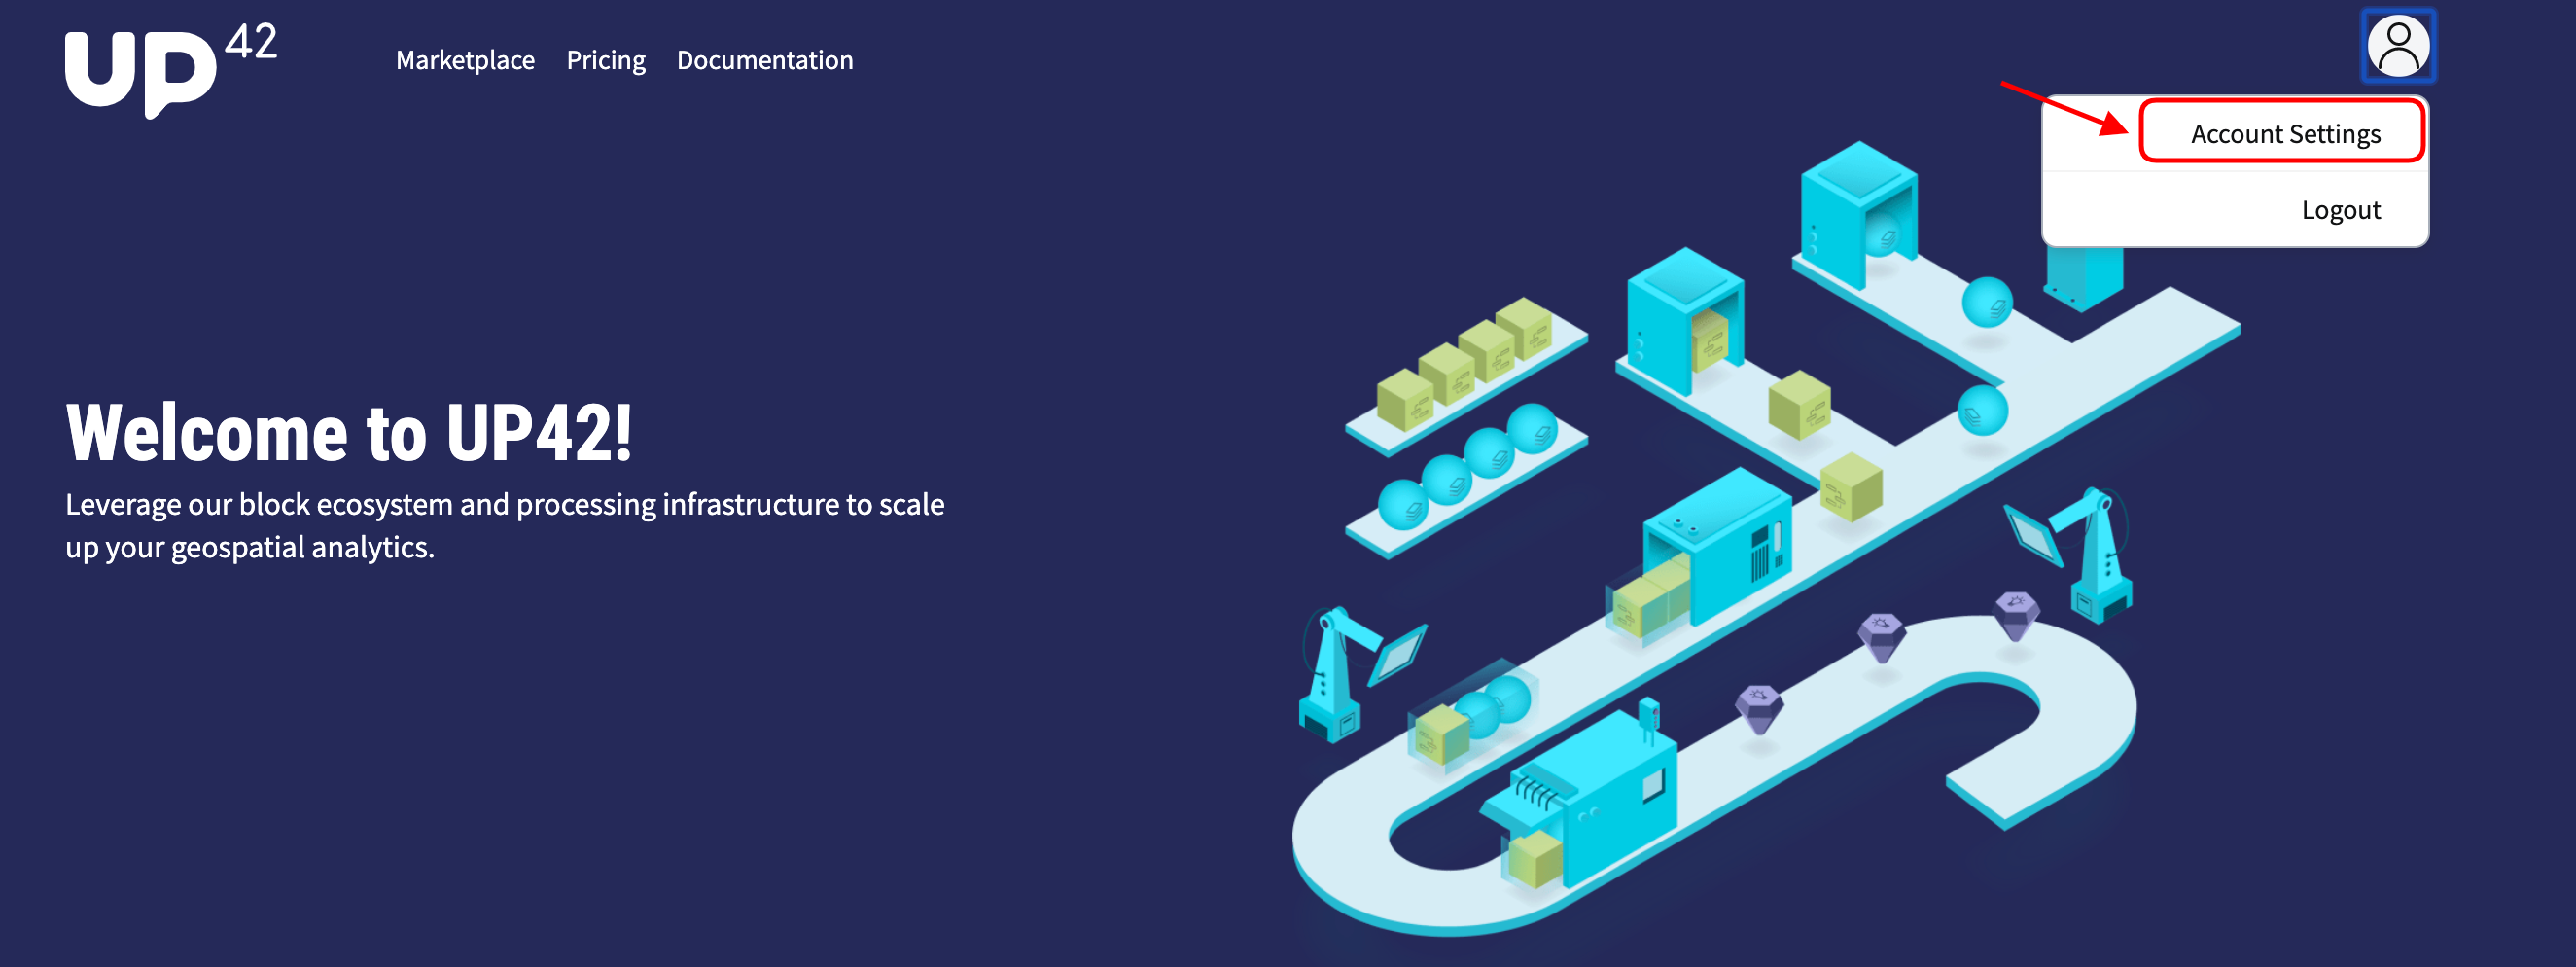 UP42
Marketplace Pricing Documentation
Account Settings
Logout
Welcome to UP42!
Leverage our block ecosystem and processing infrastructure to scale
up your geospatial analytics.